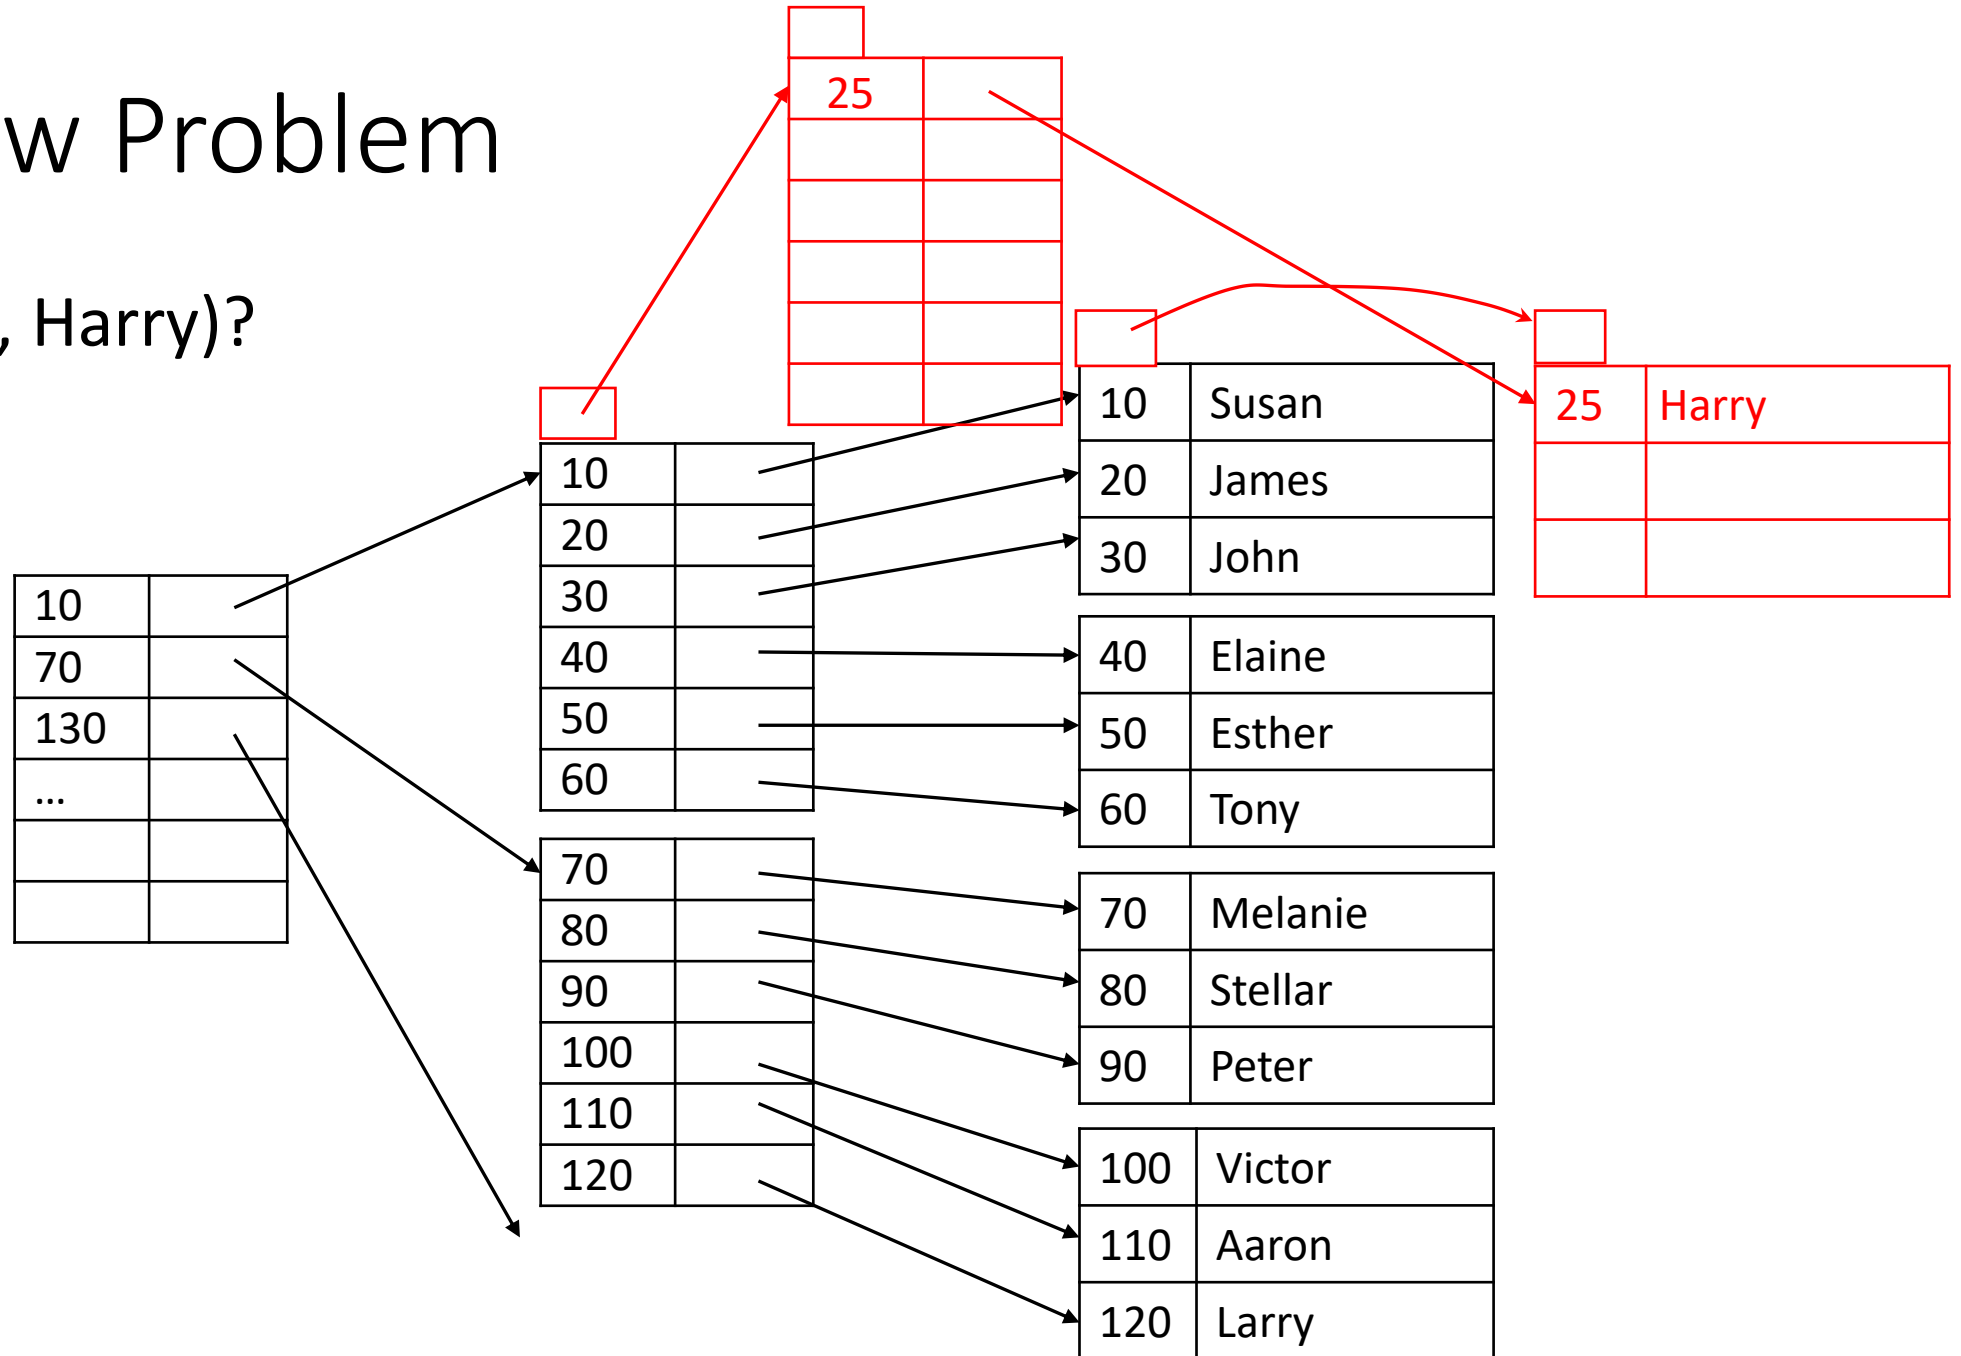 w Problem
, Harry)?
25
25 Harry
10
70
130
...
10
20
30
40
50
60
70
80
90
100
110
120
10 Susan
20 James
30 John
40 Elaine
50 Esther
60 Tony
70 Melanie
80 Stellar
90 Peter
100 Victor
110 Aaron
120 Larry